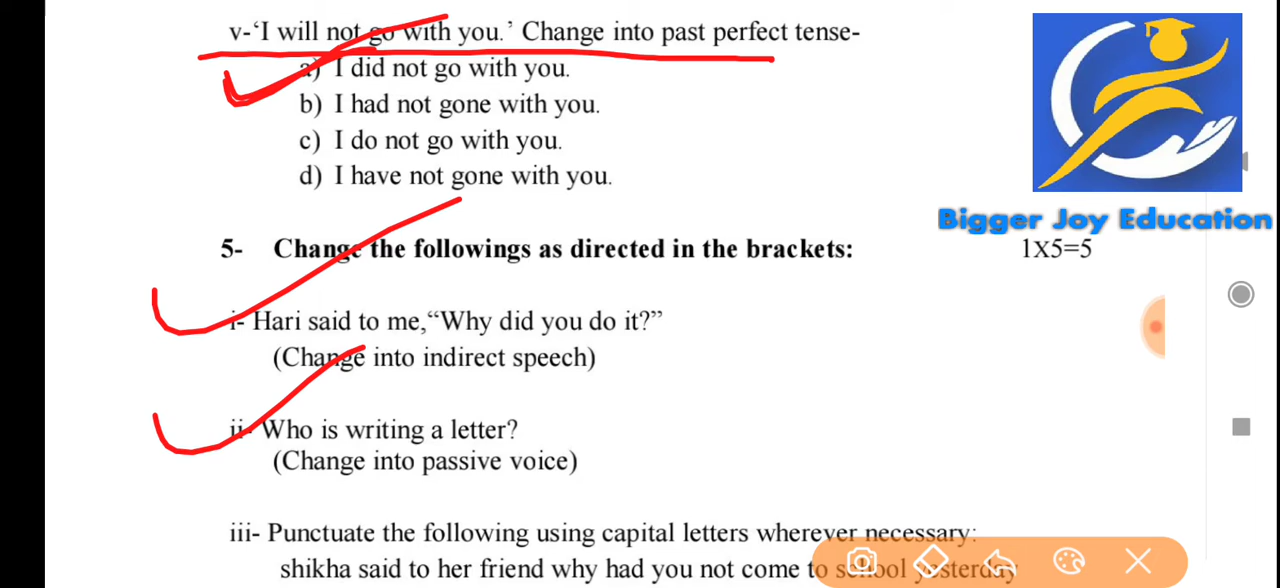 v-‘I will not go with you.’ Change into past perfect tense-
a) I did not go with you.
b) I had not gone with you.
c) I do not go with you.
d) I have not gone with you.
Bigger Joy Education
5- Change the followings as directed in the brackets: 1X5=5
i- Hari said to me,“Why did you do it?”
(Change into indirect speech)
ii- Who is writing a letter?
(Change into passive voice)
iii- Punctuate the following using capital letters wherever necessary:
shikha said to her friend why had you not come to school yesterday